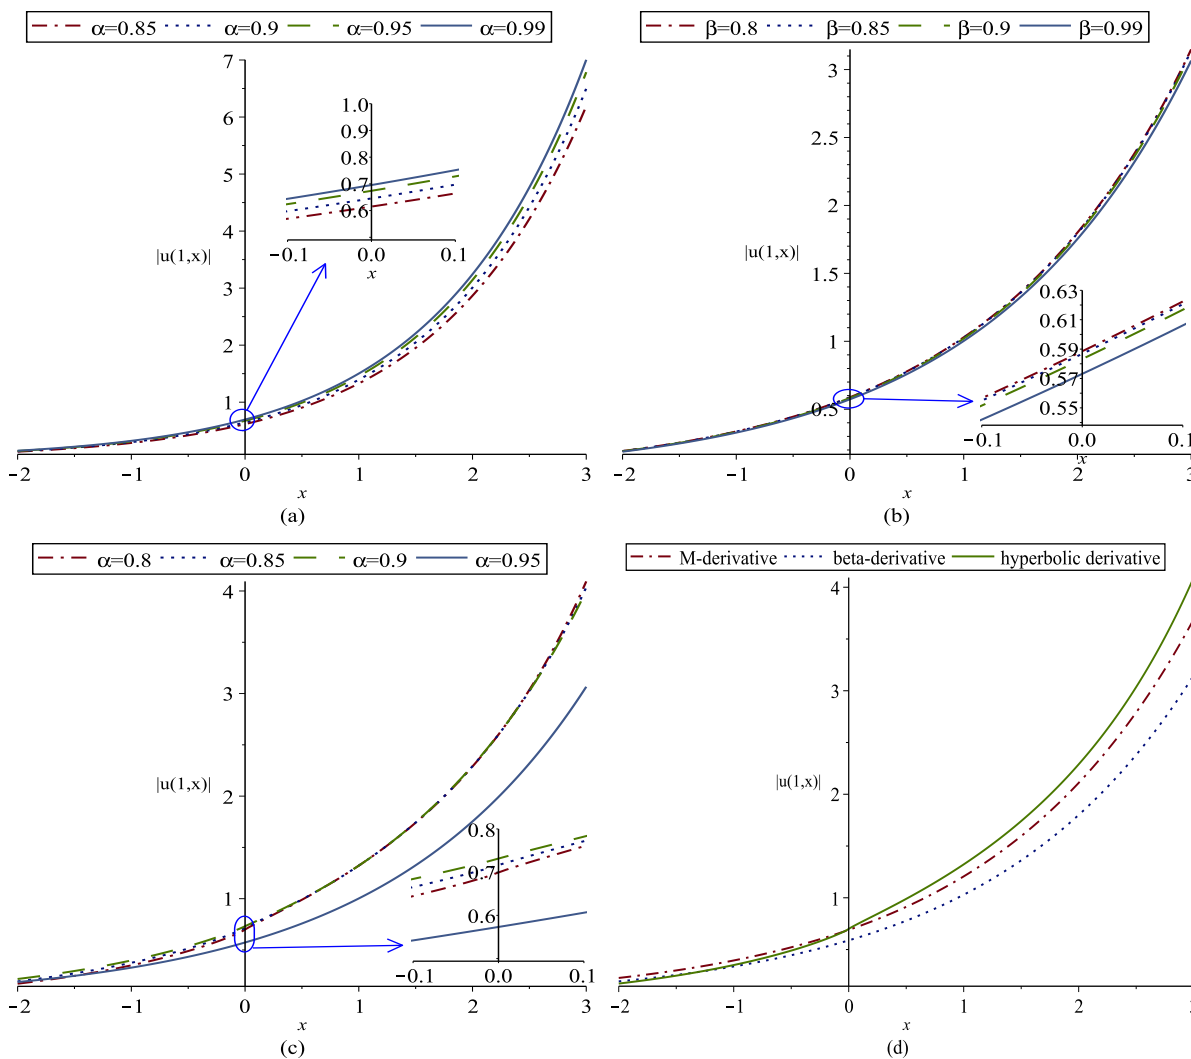 α=0.85 α=0.9 α=0.95 α=0.99
7
6
5
4
|u(1,x)|
3
2
1
−2 −1 0 1 2 3
x
1.0
0.9
0.8
0.7
0.6
−0.1 0.0 0.1
x
(a)
β=0.8 β=0.85 β=0.9 β=0.99
3
2.5
2
|u(1,x)|
1.5
1
0.5
−2 −1 0 1 2 3
x
0.63
0.61
0.59
0.57
0.55
−0.1 0.0 0.1
x
(b)
α=0.8 α=0.85 α=0.9 α=0.95
4
3
|u(1,x)|
2
1
−2 −1 0 1 2 3
x
0.8
0.7
0.6
−0.1 0.0 0.1
(c)
M-derivative beta-derivative hyperbolic derivative
4
3
|u(1,x)|
2
1
−2 −1 0 1 2 3
x
(d)